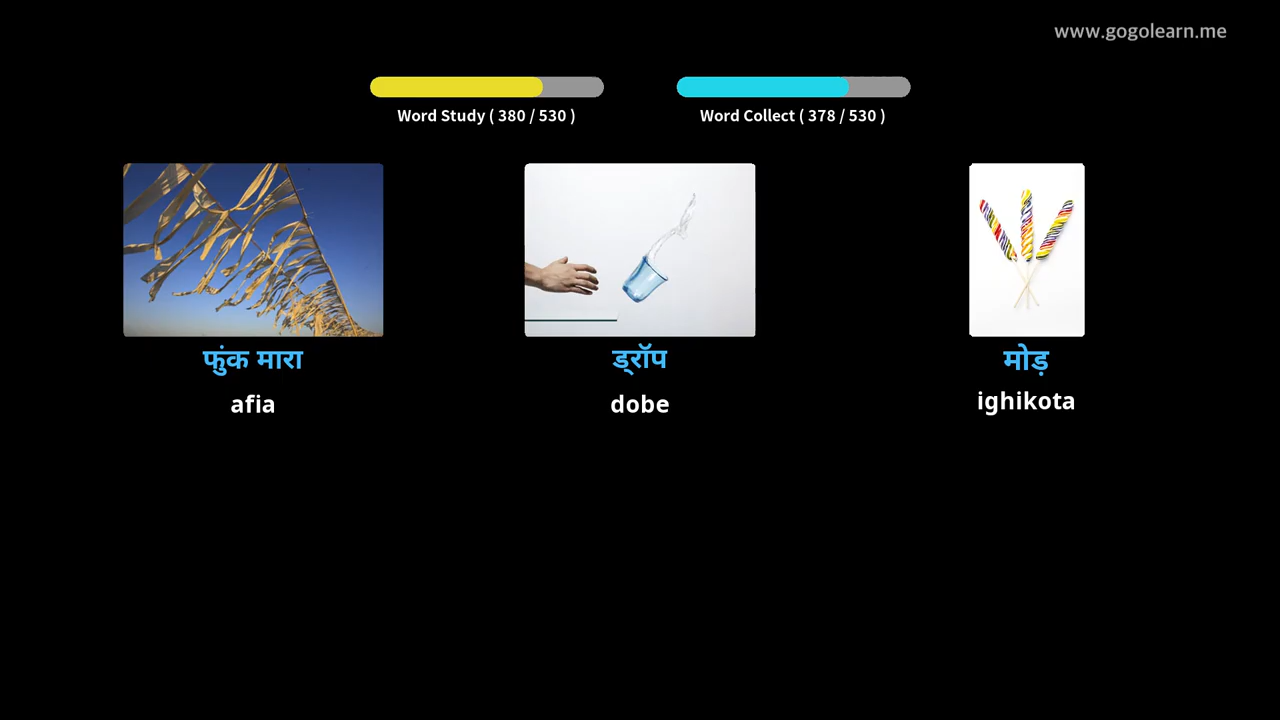 www.gogolearn.me
Word Study ( 380 / 530 )
Word Collect ( 378 / 530 )
फुंक मारा
ड्रॉप
मोड़
afia
dobe
ighikota